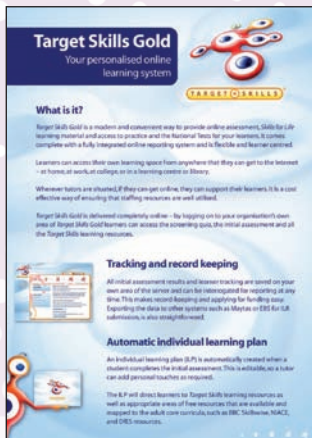 Target Skills Gold
Your personalised online
learning system
TARGET SKILLS
What is it?
Target Skills Gold is a modern and convenient way to provide online assessment, Skills for Life
learning material and access to practice and the National Tests for your learners. It comes
complete with a fully integrated online reporting system and is flexible and learner centred.
Learners can access their own learning space from anywhere that they can get to the Internet
– at home, at work, at college, or in a learning centre or library.
Wherever tutors are situated, if they can get online, they can support their learners. It is a cost
effective way of ensuring that staffing resources are well utilised.
Target Skills Gold is delivered completely online – by logging on to your organisation's own
area of Target Skills Gold learners can access the screening quiz, the initial assessment and all
the Target Skills learning resources.
Tracking and record keeping
All initial assessment results and learner tracking are saved on your
own area of the server and can be interrogated for reporting at any
time. This makes record-keeping and applying for funding easy.
Exporting the data to other systems such as Maytas or EBS for ILR
submission, is also straightforward.
Automatic individual learning plan
An individual learning plan (ILP) is automatically created when a
student completes the initial assessment. This is editable, so a tutor
can add personal touches as required.
The ILP will direct learners to Target Skills learning resources as
well as appropriate areas of free resources that are available and
mapped to the adult core curricula, such as BBC Skillwise, NIACE,
and DfES resources.